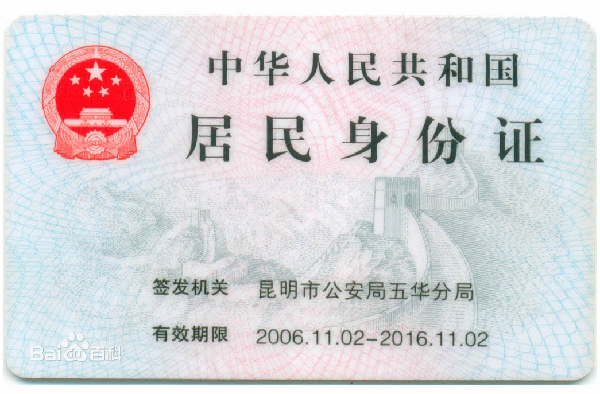 中华人民共和国
居民身份证
签发机关 昆明市公安局五华分局
有效期限 2006.11.02-2016.11.02
Bai百科